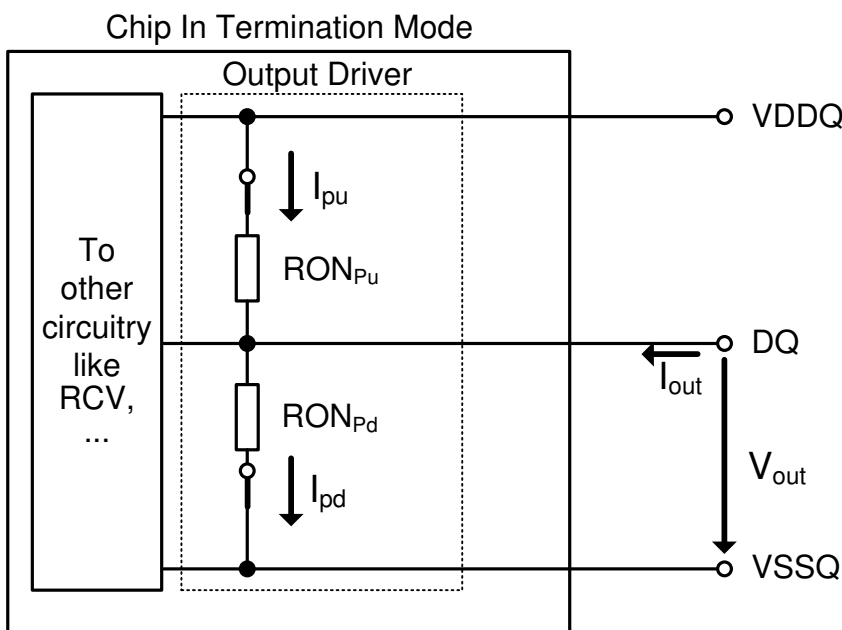 Chip In Termination Mode
Output Driver
VDDQ
Ipu
To
other
circuitry
like
RCV,
...
RONPu
DQ
Iout
RONPd
Vout
Ipd
VSSQ